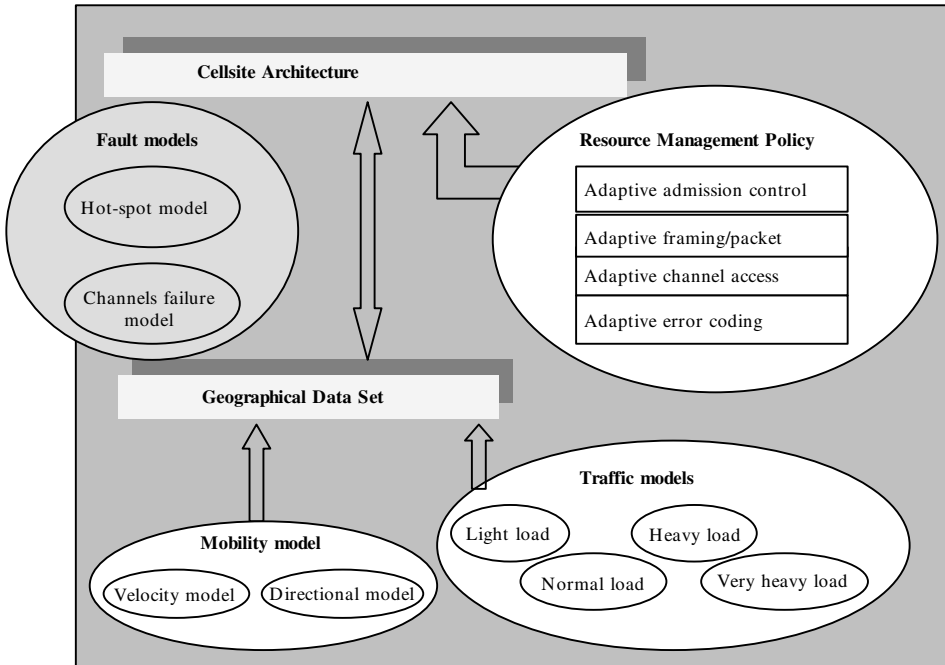 Cellsite Architecture
Fault models
Hot-spot model
Channels failure
model
Resource Management Policy
Adaptive admission control
Adaptive framing/packet
Adaptive channel access
Adaptive error coding
Geographical Data Set
Mobility model
Velocity model
Directional model
Traffic models
Light load
Heavy load
Normal load
Very heavy load